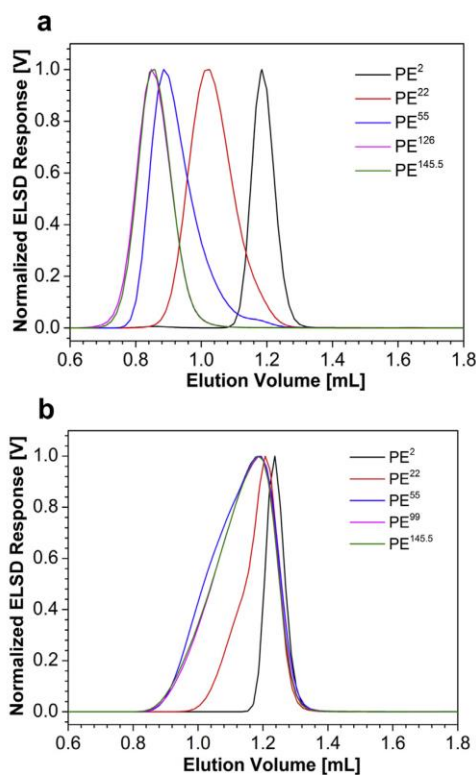 a
Normalized ELSD Response [V]
1.0
0.8
0.6
0.4
0.2
0.0
PE²
PE²²
PE⁵⁵
PE¹²⁶
PE¹⁴⁵·⁵
0.6 0.8 1.0 1.2 1.4 1.6 1.8
Elution Volume [mL]
b
Normalized ELSD Response [V]
1.0
0.8
0.6
0.4
0.2
0.0
PE²
PE²²
PE⁵⁵
PE⁹⁹
PE¹⁴⁵·⁵
0.6 0.8 1.0 1.2 1.4 1.6 1.8
Elution Volume [mL]